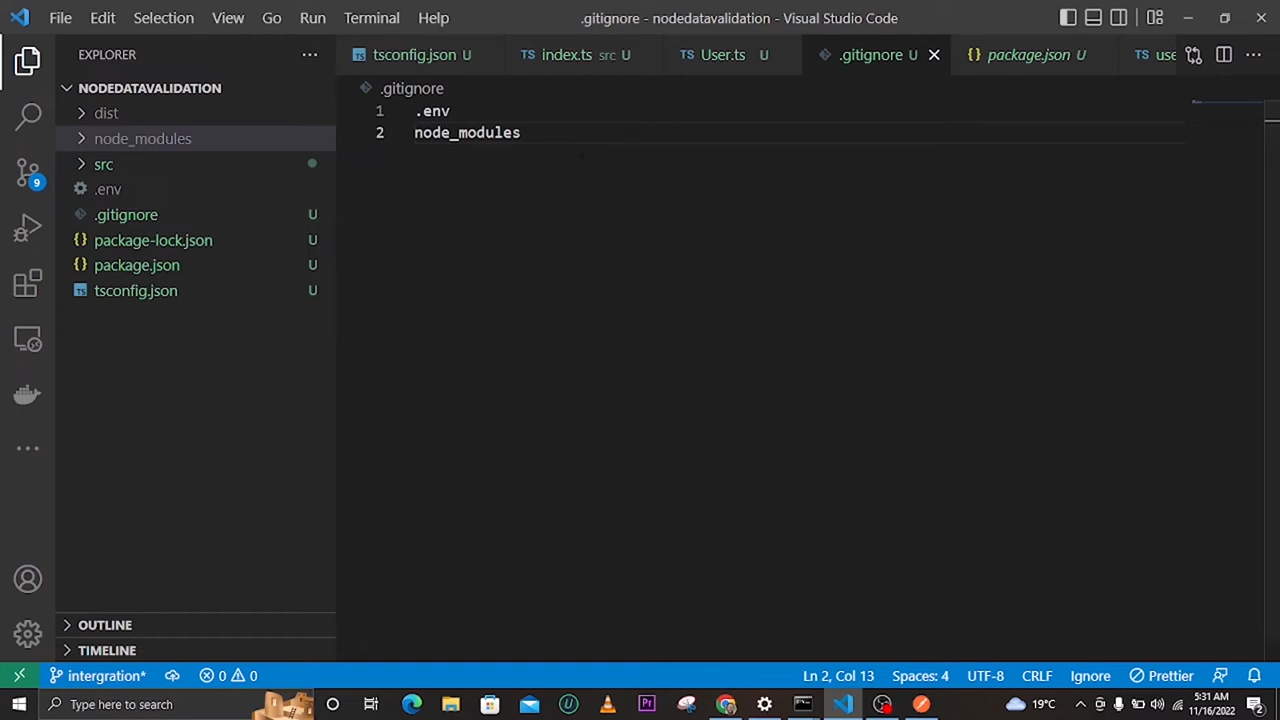 File Edit Selection View Go Run Terminal Help
.gitignore - nodedatavalidation - Visual Studio Code
EXPLORER
tsconfig.json U
index.ts src U
User.ts U
.gitignore U
package.json U
use
NODEDATAVALIDATION
.gitignore
dist
1 .env
2 node_modules
node_modules
src
.env
.gitignore U
package-lock.json U
package.json U
tsconfig.json U
9
OUTLINE
TIMELINE
intergration* 0 0 Ln 2, Col 13 Spaces: 4 UTF-8 CRLF Ignore Prettier
Type here to search
Pr
19°C
5:31 AM
11/16/2022
2